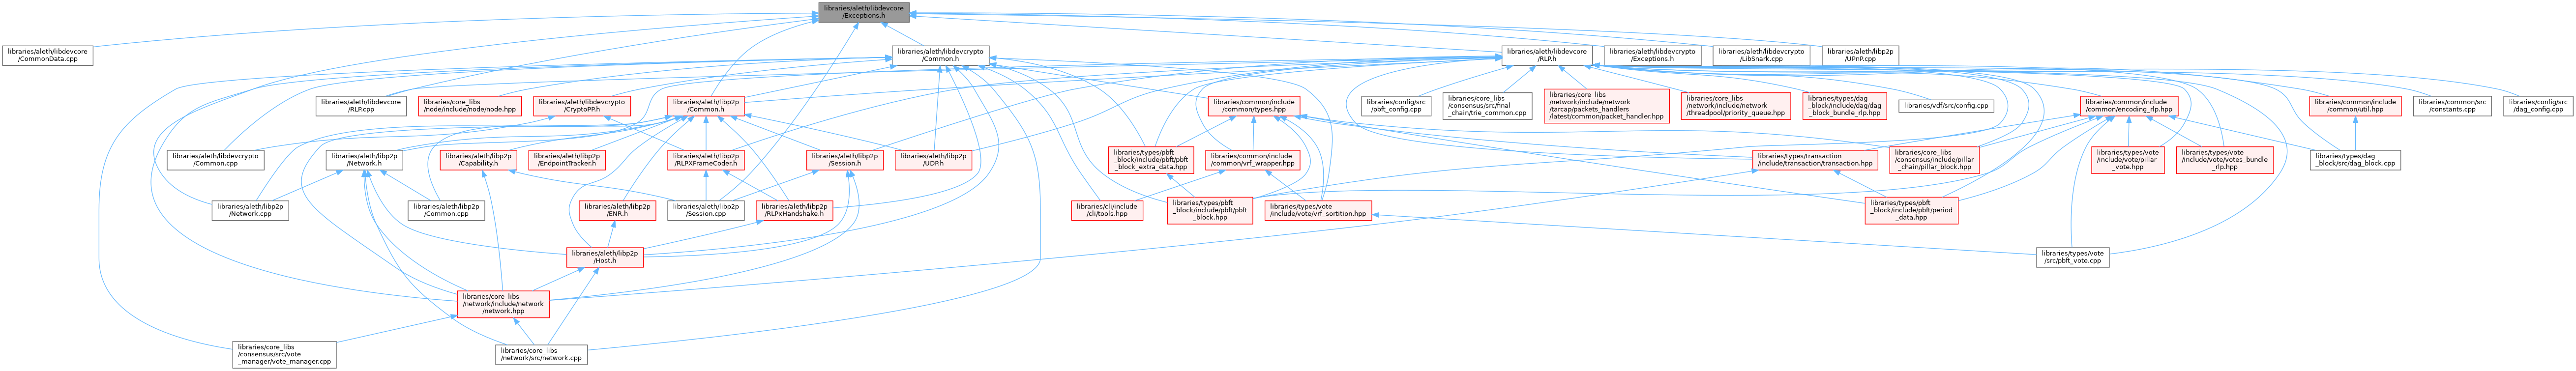 libraries/aleth/libdevcore
/Exceptions.h
libraries/aleth/libdevcore
/CommonData.cpp
libraries/aleth/libdevcrypto
/Common.h
libraries/aleth/libdevcore
/RLP.h
libraries/aleth/libdevcrypto
/Exceptions.h
libraries/aleth/libdevcrypto
/LibSnark.cpp
libraries/aleth/libp2p
/UPnP.cpp
libraries/aleth/libdevcore
/RLP.cpp
libraries/core_libs
/node/include/node/node.hpp
libraries/aleth/libdevcrypto
/CryptoPP.h
libraries/aleth/libp2p
/Common.h
libraries/common/include
/common/types.hpp
libraries/config/src
/pbft_config.cpp
libraries/core_libs
/consensus/src/final
_chain/trie_common.cpp
libraries/core_libs
/network/include/network
/tarcap/packets_handlers
/latest/common/packet_handler.hpp
libraries/core_libs
/network/include/network
/threadpool/priority_queue.hpp
libraries/types/dag
_block/include/dag/dag
_block_bundle_rlp.hpp
libraries/vdf/src/config.cpp
libraries/common/include
/common/encoding_rlp.hpp
libraries/common/include
/common/util.hpp
libraries/common/src
/constants.cpp
libraries/config/src
/dag_config.cpp
libraries/aleth/libdevcrypto
/Common.cpp
libraries/aleth/libp2p
/Network.h
libraries/aleth/libp2p
/Capability.h
libraries/aleth/libp2p
/EndpointTracker.h
libraries/aleth/libp2p
/RLPXFrameCoder.h
libraries/aleth/libp2p
/Session.h
libraries/aleth/libp2p
/UDP.h
libraries/types/pbft
_block/include/pbft/pbft
_block_extra_data.hpp
libraries/common/include
/common/vrf_wrapper.hpp
libraries/types/transaction
/include/transaction/transaction.hpp
libraries/core_libs
/consensus/include/pillar
_chain/pillar_block.hpp
libraries/types/vote
/include/vote/pillar
_vote.hpp
libraries/types/vote
/include/vote/votes_bundle
_rlp.hpp
libraries/types/dag
_block/src/dag_block.cpp
libraries/aleth/libp2p
/Network.cpp
libraries/aleth/libp2p
/Common.cpp
libraries/aleth/libp2p
/ENR.h
libraries/aleth/libp2p
/Session.cpp
libraries/aleth/libp2p
/RLPxHandshake.h
libraries/cli/include
/cli/tools.hpp
libraries/types/pbft
_block/include/pbft/pbft
_block.hpp
libraries/types/vote
/include/vote/vrf_sortition.hpp
libraries/types/pbft
_block/include/pbft/period
_data.hpp
libraries/aleth/libp2p
/Host.h
libraries/types/vote
/src/pbft_vote.cpp
libraries/core_libs
/network/include/network
/network.hpp
libraries/core_libs
/consensus/src/vote
_manager/vote_manager.cpp
libraries/core_libs
/network/src/network.cpp